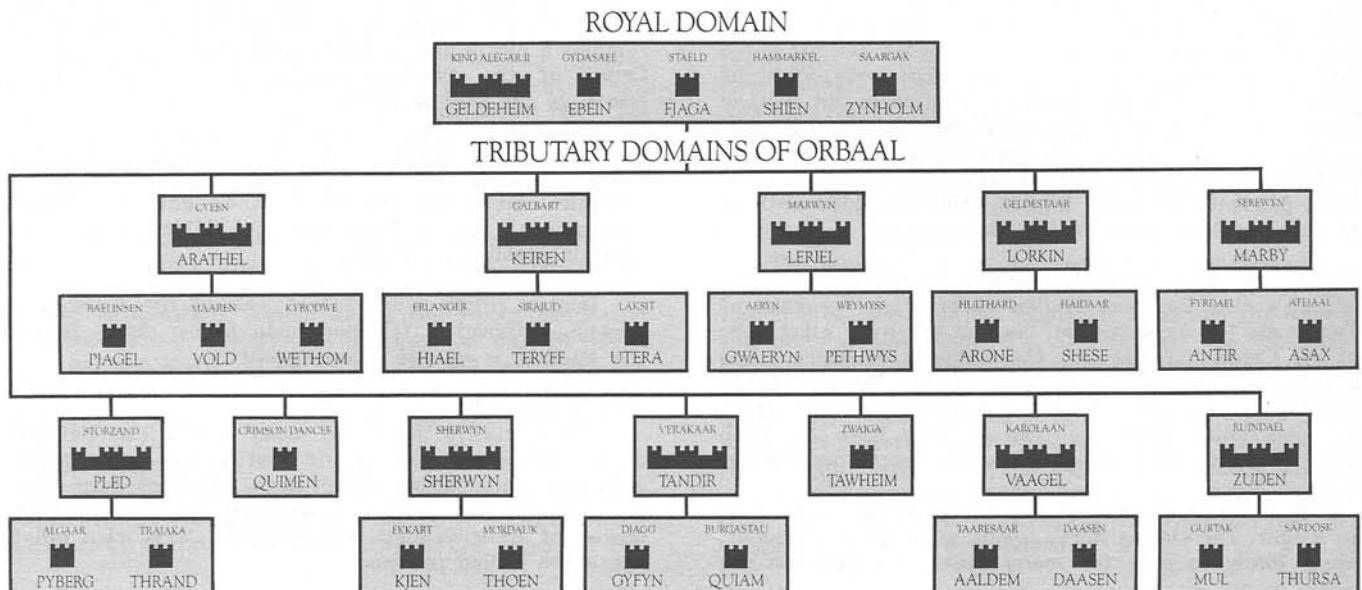 ROYAL DOMAIN
KING ALEGAR II GYDASAEL STAELD HAMMARKEL SAARGAX
GELDEHEIM EBEIN FJAGA SHIEN ZYNHOLM
TRIBUTARY DOMAINS OF ORBAAL
CYEEN GALBART MARWYN GELDESTAAR SEREWYN
ARATHEL KEIREN LERIEL LORKIN MARBY
BAELINSEN MAAREN KYRODWE ERLANGER SIRAJUD LAKSIT AERYN WEYMYSS HULTHARD HAIDAAR FYRDAEL ATEJAAL
PJAGEL VOLD WETHOM HJAEL TERYFF UTERA GWAERYN PETHWYS ARONE SHESE ANTIR ASAX
STORZAND CRIMSON DANCER SHERWYN VERAKAAR ZWAIGA KAROLAAN RUINDAEL
PLED QUIMEN SHERWYN TANDIR TAWHEIM VAAGEL ZUDEN
ALGAAR TRAJAKA EKKART MORDAUK DJAGG BURGASTAU TAARESAAR DAASEN GURTAK SARDOSK
PYBERG THRAND KJEN THOEN GYFYN QUIAM AALDEM DAASEN MUL THURSA